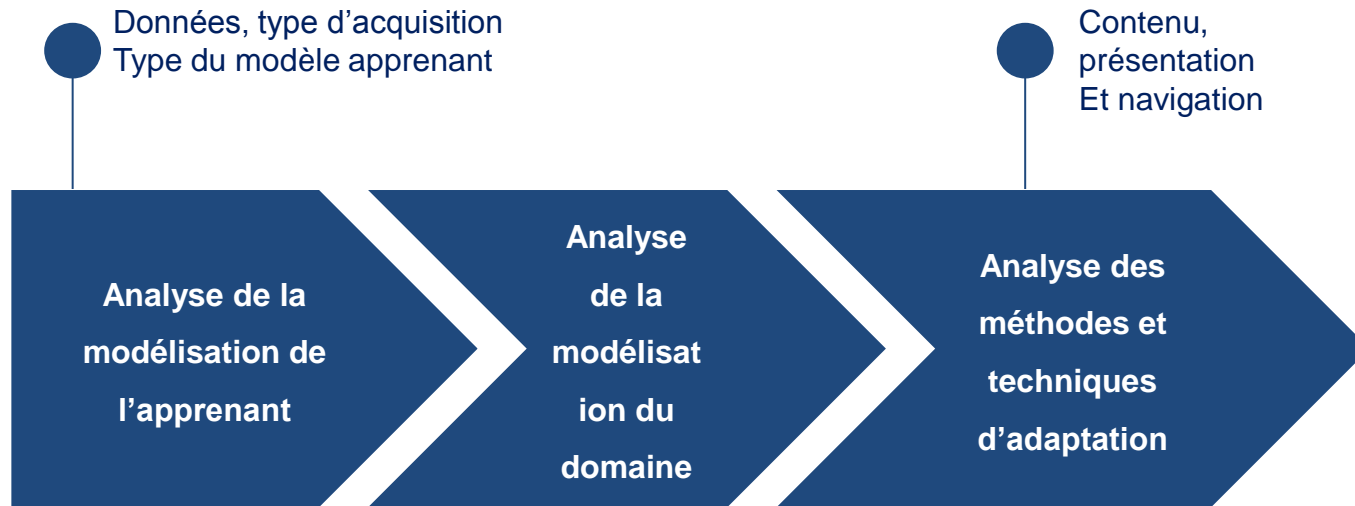 Données, type d’acquisition
Type du modèle apprenant
Contenu,
présentation
Et navigation
Analyse de la
modélisation de
l’apprenant
Analyse
de la
modélisat
ion du
domaine
Analyse des
méthodes et
techniques
d’adaptation